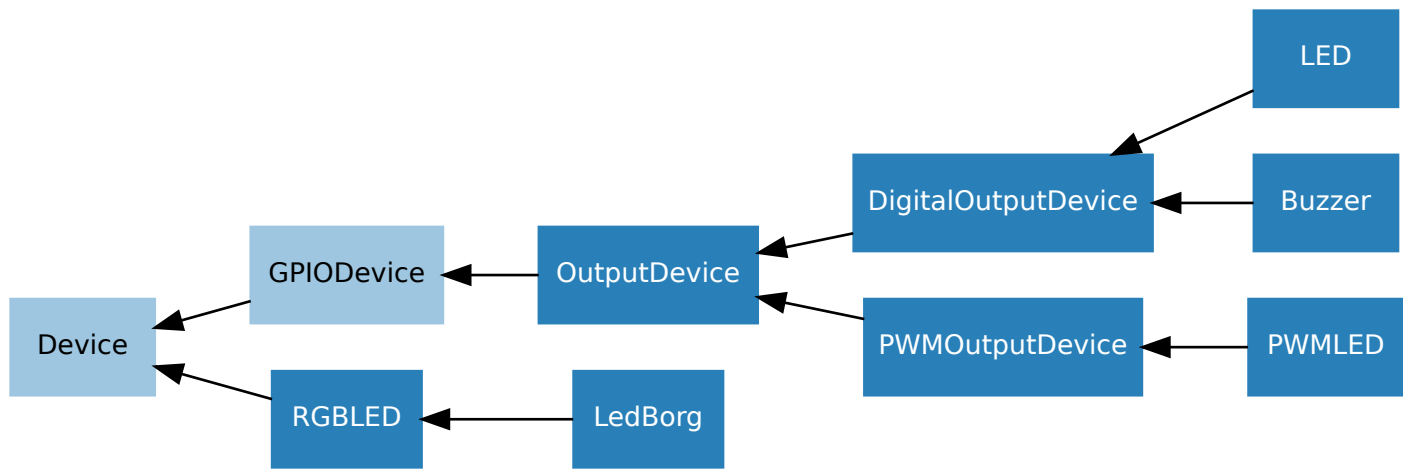 LED
DigitalOutputDevice
Buzzer
GPIODevice
OutputDevice
Device
PWMOutputDevice
PWMLED
RGBLED
LedBorg